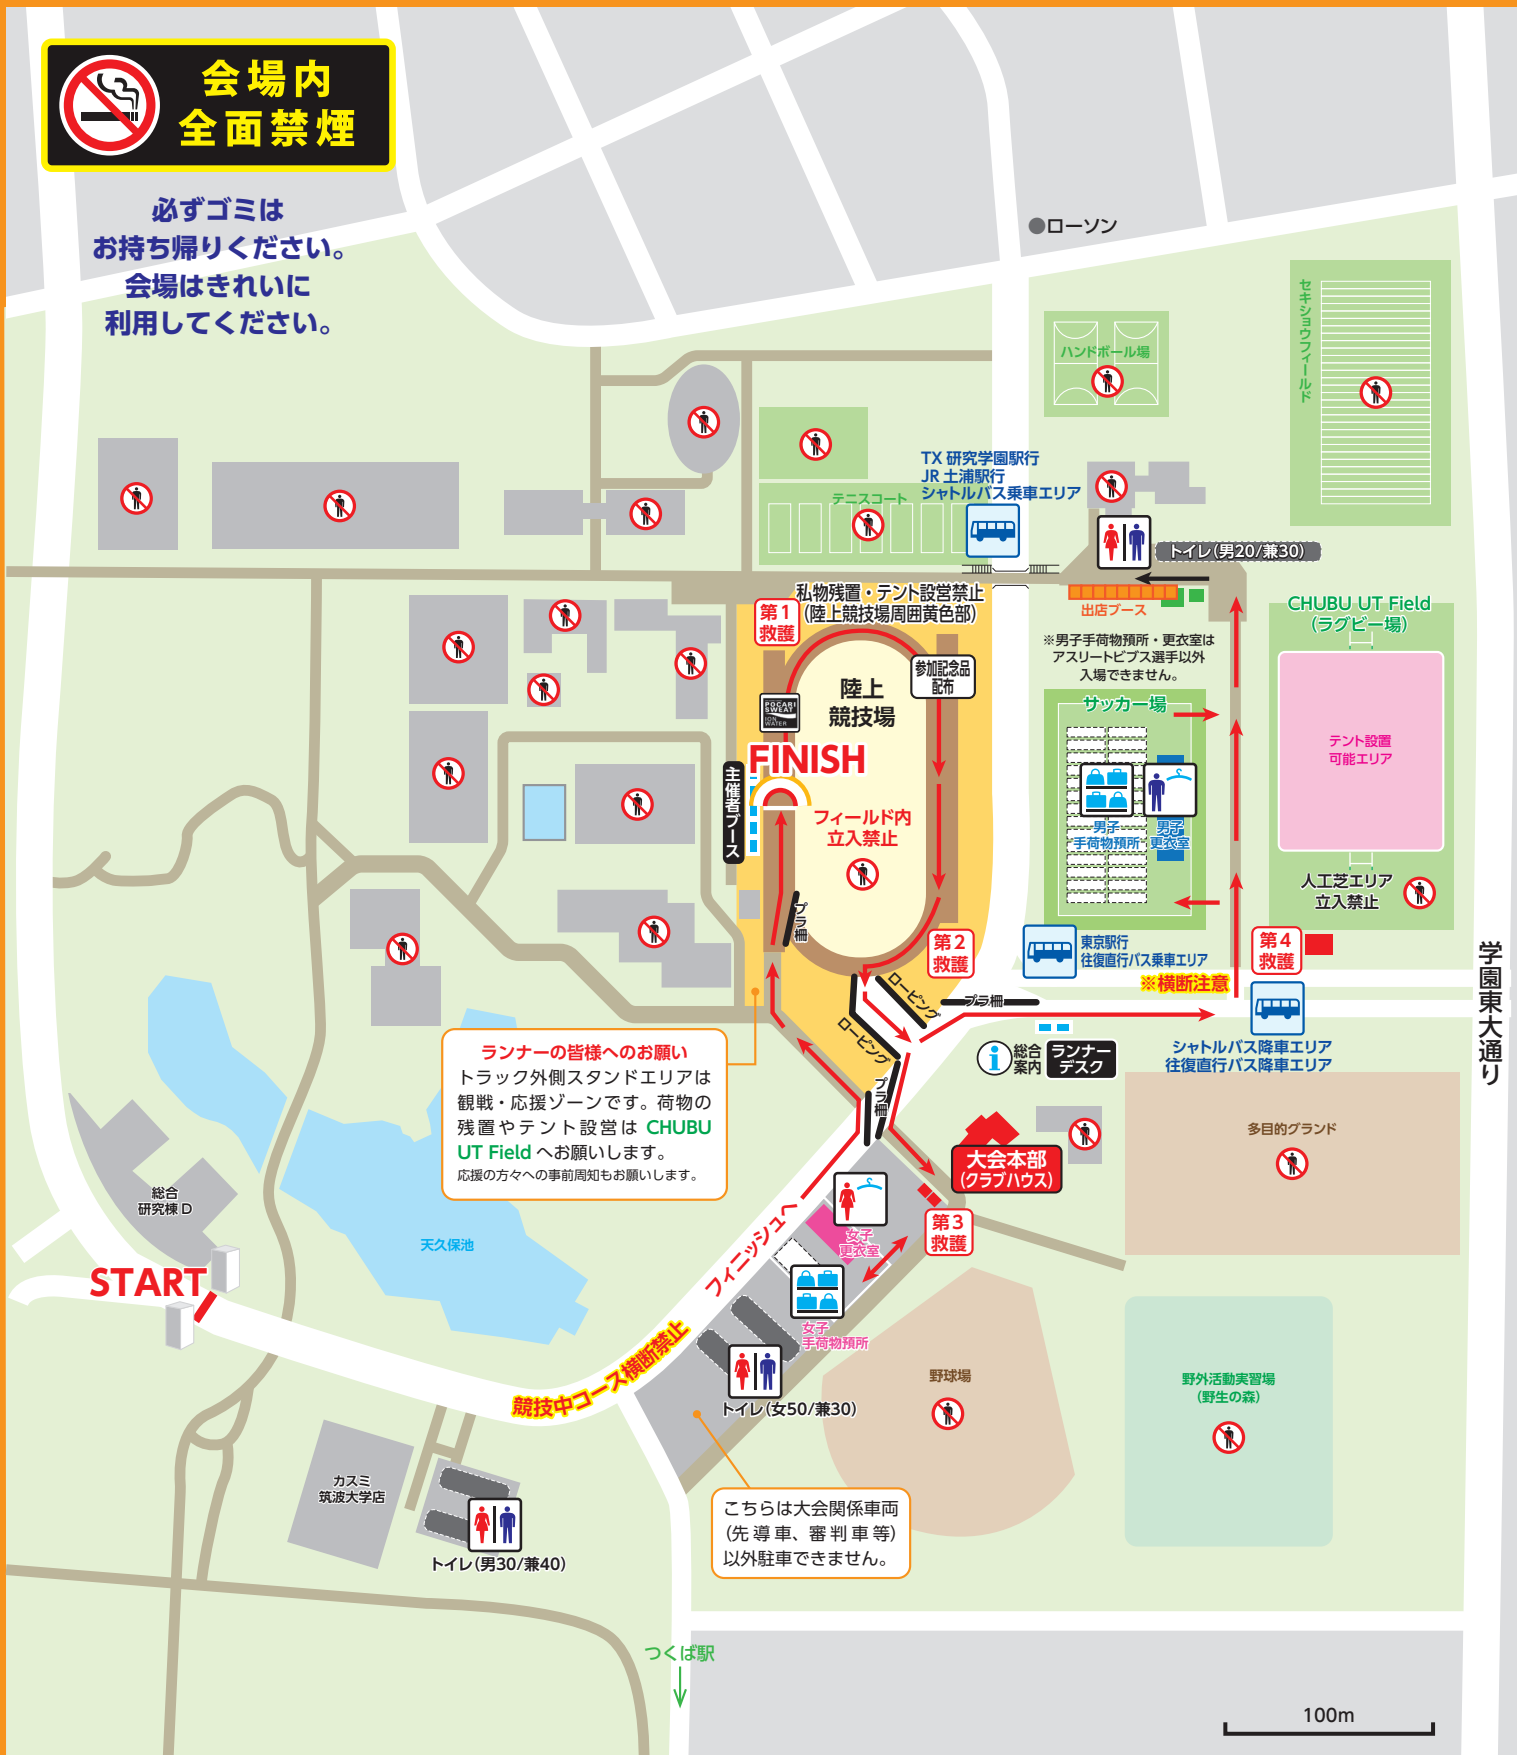 会場内
全面禁煙
必ずゴミは
お持ち帰りください。
会場はきれいに
利用してください。
ローソン
セキショウフィールド
ハンドボール場
TX 研究学園駅行
JR 土浦駅行
シャトルバス乗車エリア
テニスコート
トイレ(男20/兼30)
私物残置・テント設営禁止
(陸上競技場周囲黄色部)
第1
救護
出店ブース
CHUBU UT Field
(ラグビー場)
※男子手荷物預所・更衣室は
アスリートビブス選手以外
入場できません。
参加記念品
配布
陸上
競技場
POCARI
SWEAT
ION
WATER
サッカー場
FINISH
主催者ブース
テント設置
可能エリア
フィールド内
立入禁止
男子
手荷物預所
男子
更衣室
人工芝エリア
立入禁止
プラ柵
第2
救護
東京駅行
往復直行バス乗車エリア
第4
救護
※横断注意
学園東大通り
ローピング
プラ柵
ローピング
総合
案内
ランナー
デスク
シャトルバス降車エリア
往復直行バス降車エリア
ランナーの皆様へのお願い
トラック外側スタンドエリアは
観戦・応援ゾーンです。荷物の
残置やテント設営は CHUBU
UT Field へお願いします。
応援の方々への事前周知もお願いします。
プラ柵
多目的グランド
大会本部
(クラブハウス)
総合
研究棟 D
天久保池
女子
更衣室
第3
救護
フィニッシュへ
START
女子
手荷物預所
競技中コース横断禁止
野球場
野外活動実習場
(野生の森)
トイレ(女50/兼30)
カスミ
筑波大学店
こちらは大会関係車両
(先導車、審判車等)
以外駐車できません。
トイレ(男30/兼40)
つくば駅
100m